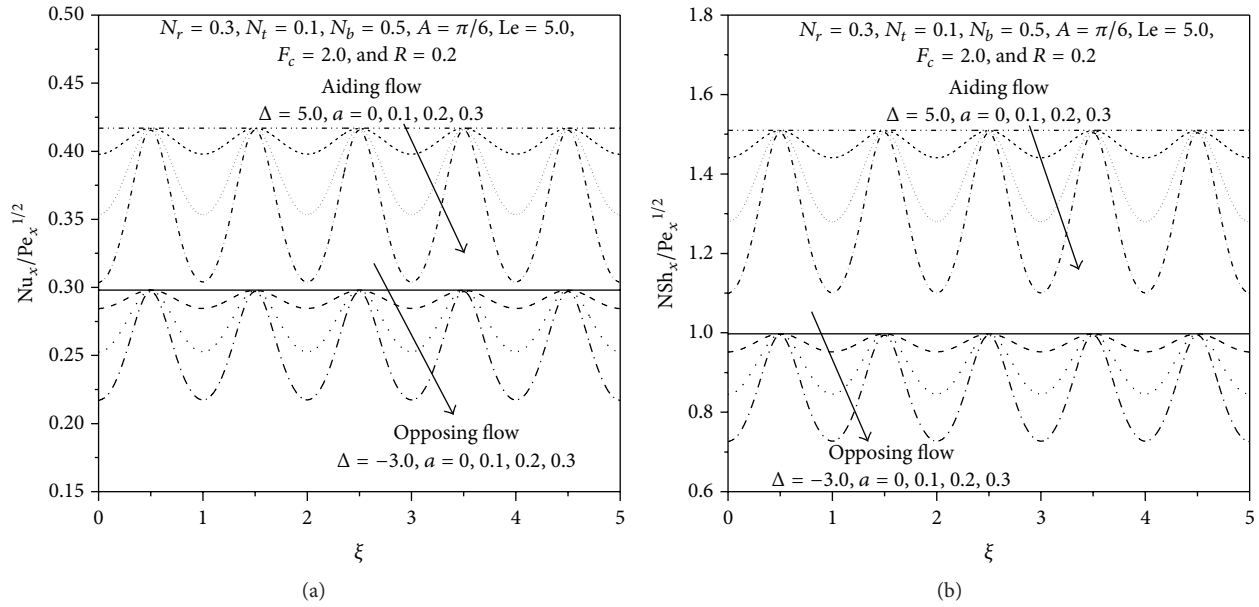 N_r = 0.3, N_t = 0.1, N_b = 0.5, A = π/6, Le = 5.0,
F_c = 2.0, and R = 0.2
Aiding flow
Δ = 5.0, a = 0, 0.1, 0.2, 0.3
Opposing flow
Δ = −3.0, a = 0, 0.1, 0.2, 0.3
Nu_x/Pe_x^{1/2}
0.50
0.45
0.40
0.35
0.30
0.25
0.20
0.15
0 1 2 3 4 5
ξ
(a)
N_r = 0.3, N_t = 0.1, N_b = 0.5, A = π/6, Le = 5.0,
F_c = 2.0, and R = 0.2
Aiding flow
Δ = 5.0, a = 0, 0.1, 0.2, 0.3
Opposing flow
Δ = −3.0, a = 0, 0.1, 0.2, 0.3
NSh_x/Pe_x^{1/2}
1.8
1.6
1.4
1.2
1.0
0.8
0.6
0 1 2 3 4 5
ξ
(b)